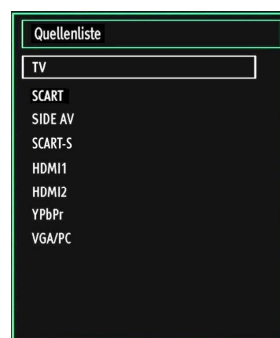 Quellenliste
TV
SCART
SIDE AV
SCART-S
HDMI1
HDMI2
YPbPr
VGA/PC